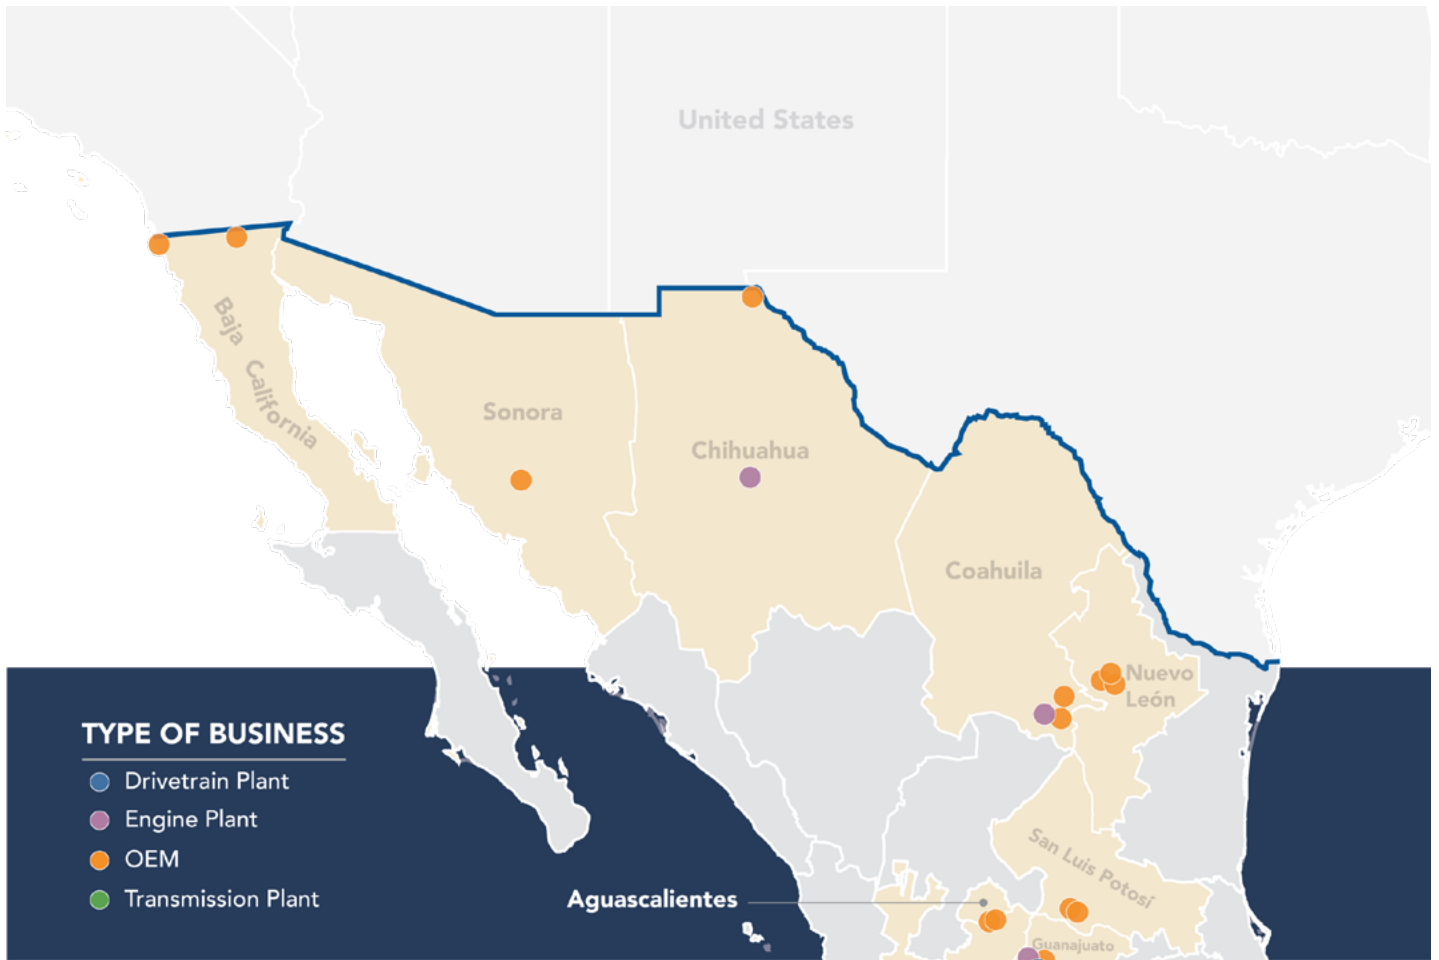 United States
Baja
California
Sonora
Chihuahua
Coahuila
Nuevo
León
TYPE OF BUSINESS
Drivetrain Plant
Engine Plant
OEM
Transmission Plant
San Luis Potosí
Aguascalientes
Guanajuato